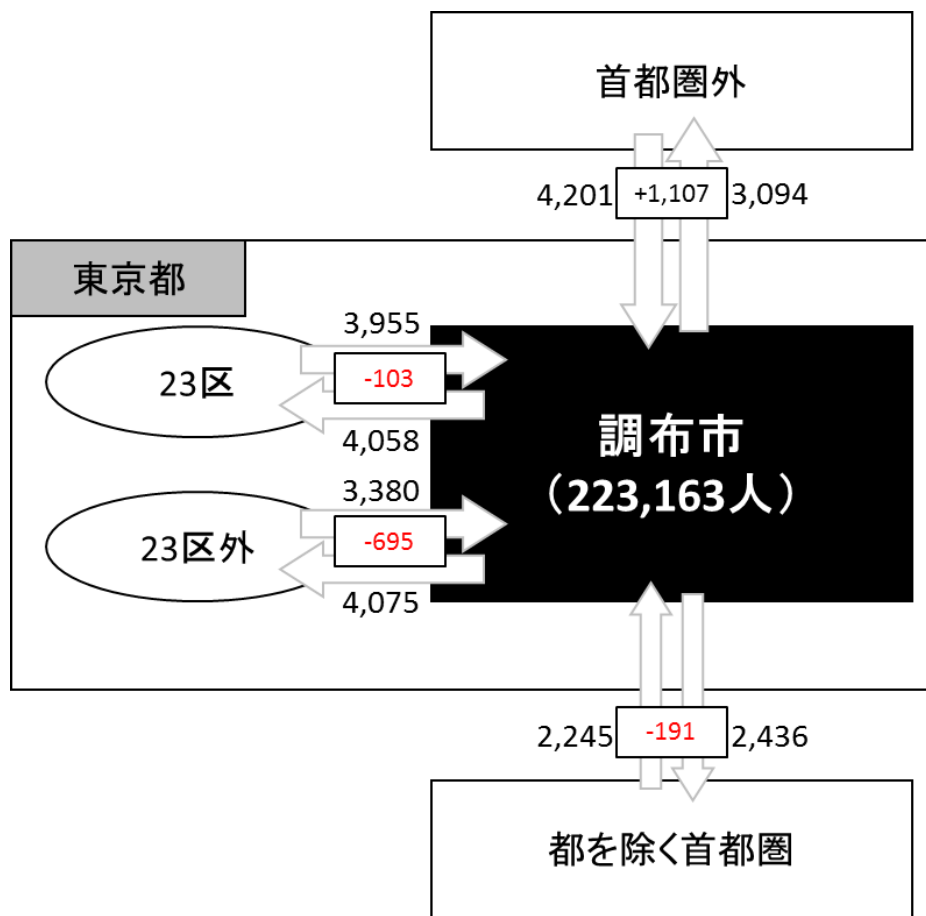 首都圏外
4,201 +1,107 3,094
東京都
3,955
23区
-103
4,058
調布市
（223,163人）
3,380
23区外
-695
4,075
2,245 -191 2,436
都を除く首都圏